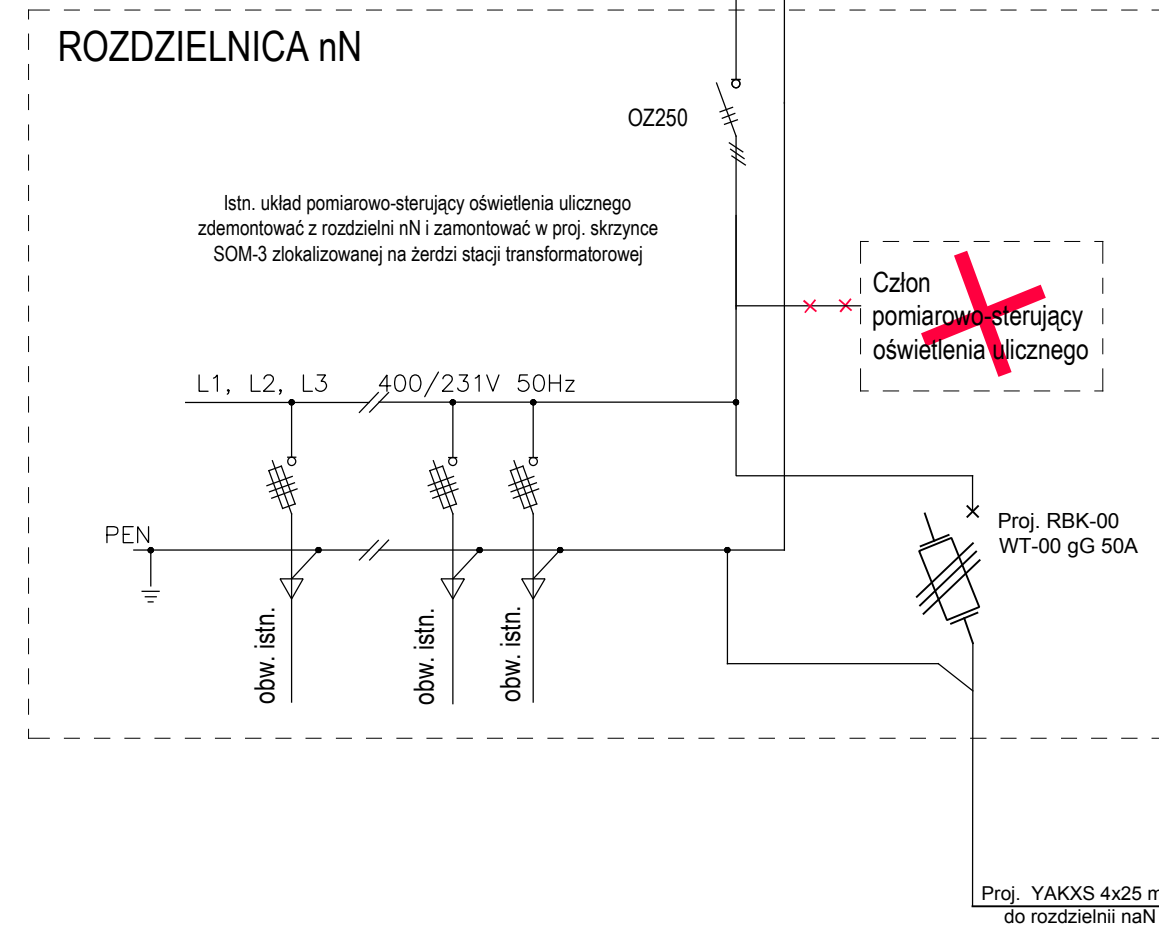 ROZDZIELNICA nN
OZ250
Istn. układ pomiarowo-sterujący oświetlenia ulicznego
zdemontować z rozdzielni nN i zamontować w proj. skrzynce
SOM-3 zlokalizowanej na żerdzi stacji transformatorowej
Człon
pomiarowo-sterujący
oświetlenia ulicznego
L1, L2, L3 400/231V 50Hz
PEN
Proj. RBK-00
WT-00 gG 50A
obw. istn.
obw. istn.
obw. istn.
Proj. YAKXS 4x25 m
do rozdzielnii naN